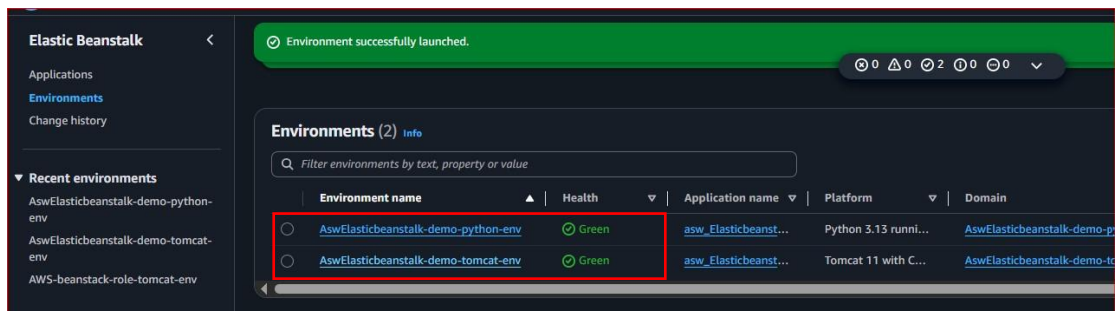 Elastic Beanstalk
Applications
Environments
Change history
Recent environments
AswElasticbeanstalk-demo-python-
env
AswElasticbeanstalk-demo-tomcat-
env
AWS-beanstack-role-tomcat-env
Environment successfully launched.
0 0 2 0 0
Environments (2) Info
Filter environments by text, property or value
Environment name Health Application name Platform Domain
AswElasticbeanstalk-demo-python-env Green asw_Elasticbeanst... Python 3.13 runni... AswElasticbeanstalk-demo-p
AswElasticbeanstalk-demo-tomcat-env Green asw_Elasticbeanst... Tomcat 11 with C... AswElasticbeanstalk-demo-to